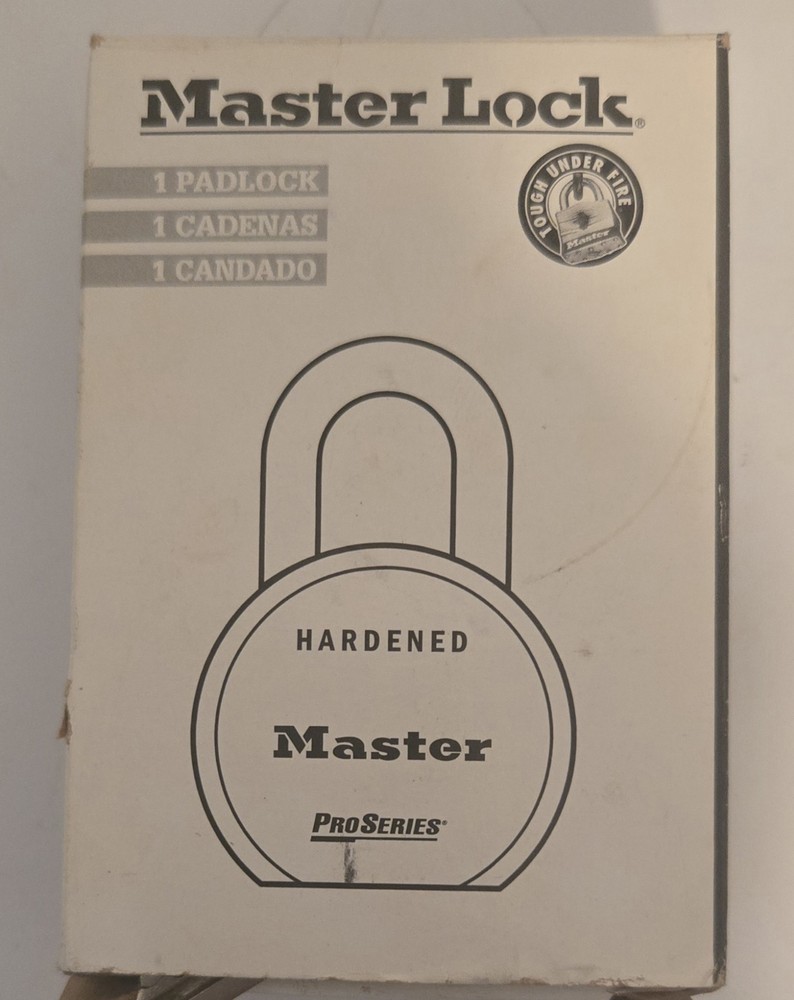 Master Lock®
1 PADLOCK
1 CADENAS
1 CANDADO
TOUGH UNDER FIRE
Master
HARDENED
Master
PROSERIES®